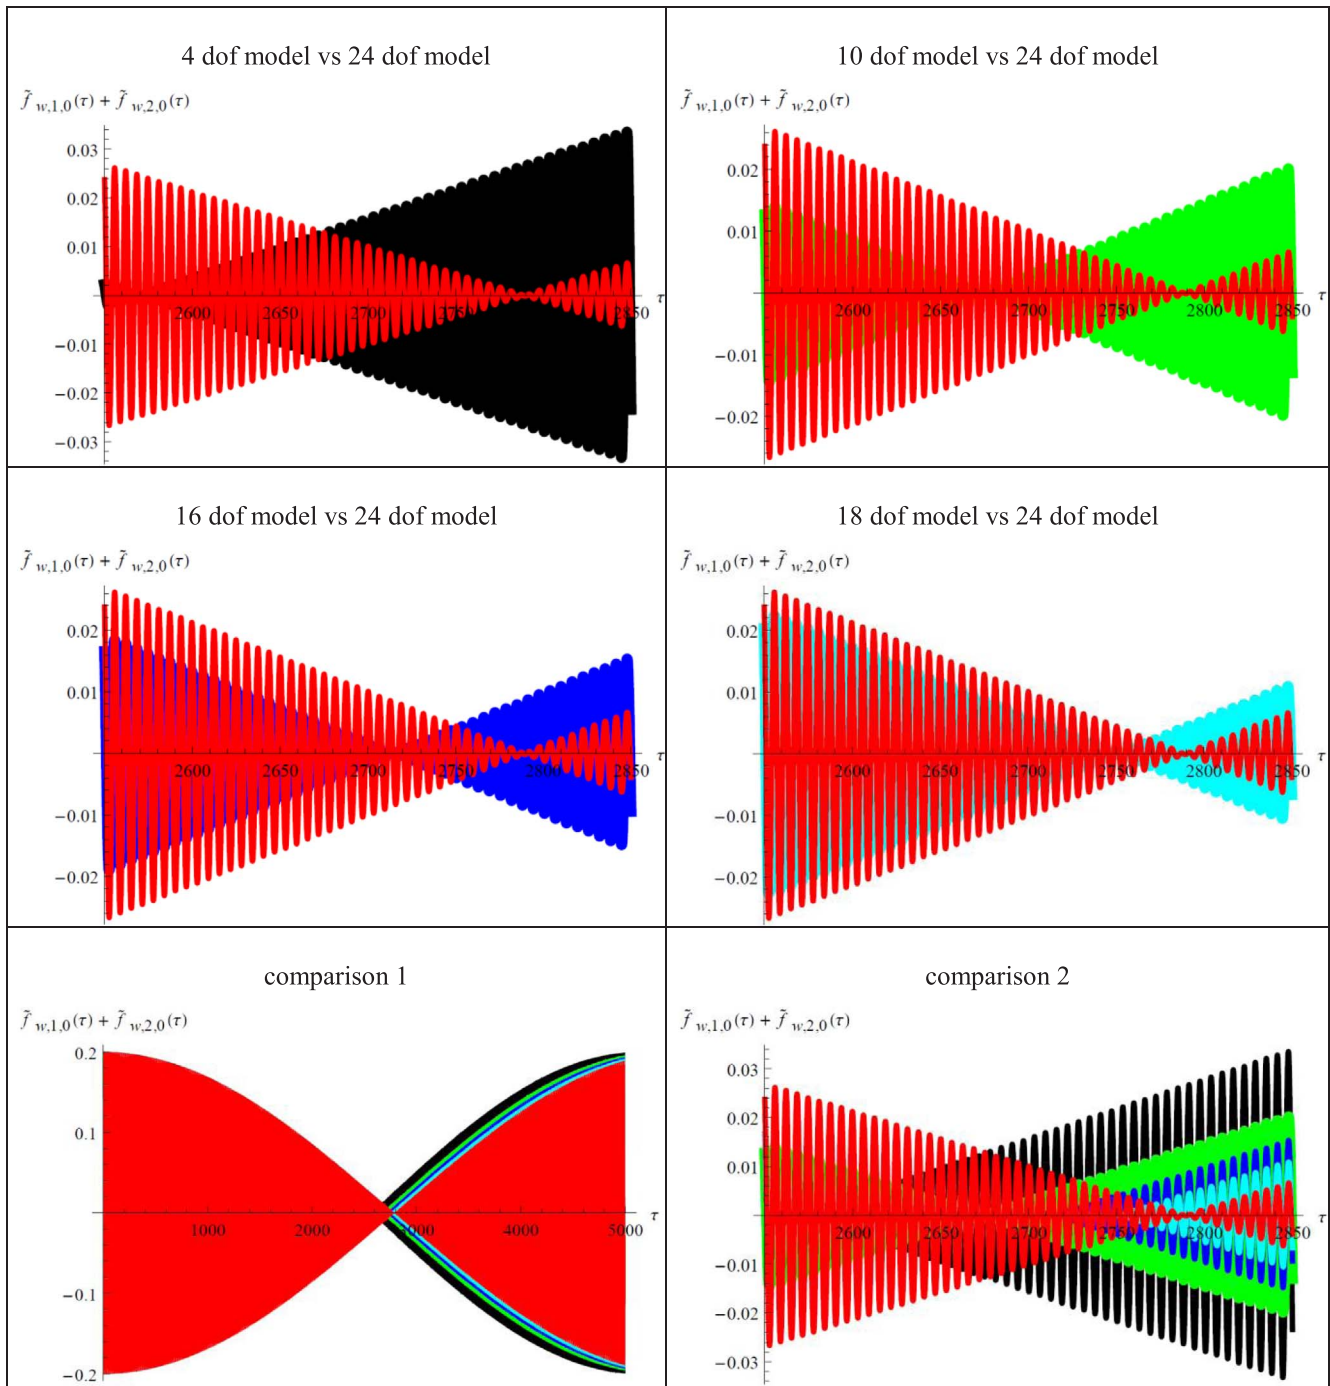 4 dof model vs 24 dof model
f̃ w,1,0(τ) + f̃ w,2,0(τ)
0.03
0.02
0.01
2600 2650 2700 2750 2850 τ
−0.01
−0.02
−0.03
10 dof model vs 24 dof model
f̃ w,1,0(τ) + f̃ w,2,0(τ)
0.02
0.01
2600 2650 2700 2750 2800 2850 τ
−0.01
−0.02
16 dof model vs 24 dof model
f̃ w,1,0(τ) + f̃ w,2,0(τ)
0.02
0.01
2600 2650 2700 2750 2800 2850 τ
−0.01
−0.02
18 dof model vs 24 dof model
f̃ w,1,0(τ) + f̃ w,2,0(τ)
0.02
0.01
2600 2650 2700 2750 2800 2850 τ
−0.01
−0.02
comparison 1
f̃ w,1,0(τ) + f̃ w,2,0(τ)
0.2
0.1
1000 2000 3000 4000 5000 τ
−0.1
−0.2
comparison 2
f̃ w,1,0(τ) + f̃ w,2,0(τ)
0.03
0.02
0.01
2600 2650 2700 2750 2800 2850 τ
−0.01
−0.02
−0.03